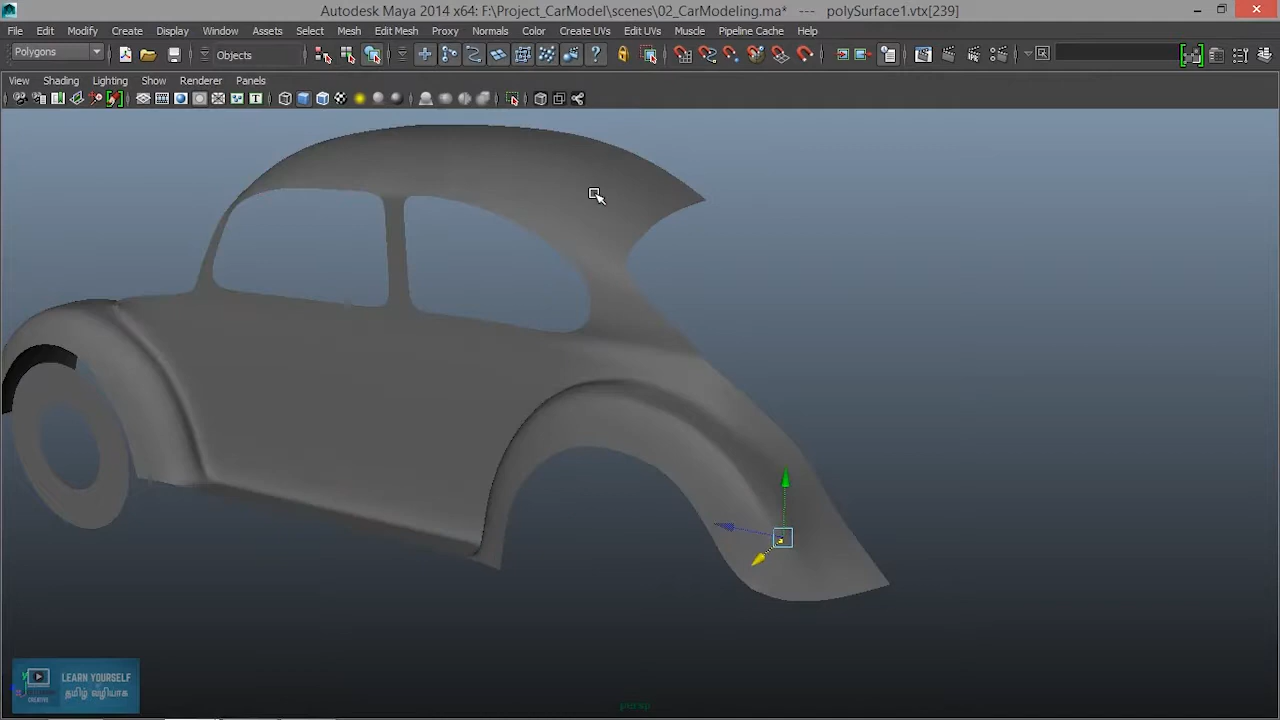 Autodesk Maya 2014 x64: F:\Project_CarModel\scenes\02_CarModeling.ma*   ---   polySurface1.vtx[239]
File Edit Modify Create Display Window Assets Select Mesh Edit Mesh Proxy Normals Color Create UVs Edit UVs Muscle Pipeline Cache Help
Polygons Objects
View Shading Lighting Show Renderer Panels
LEARN YOURSELF
தமிழ் வழியாக
CREATIVE
persp